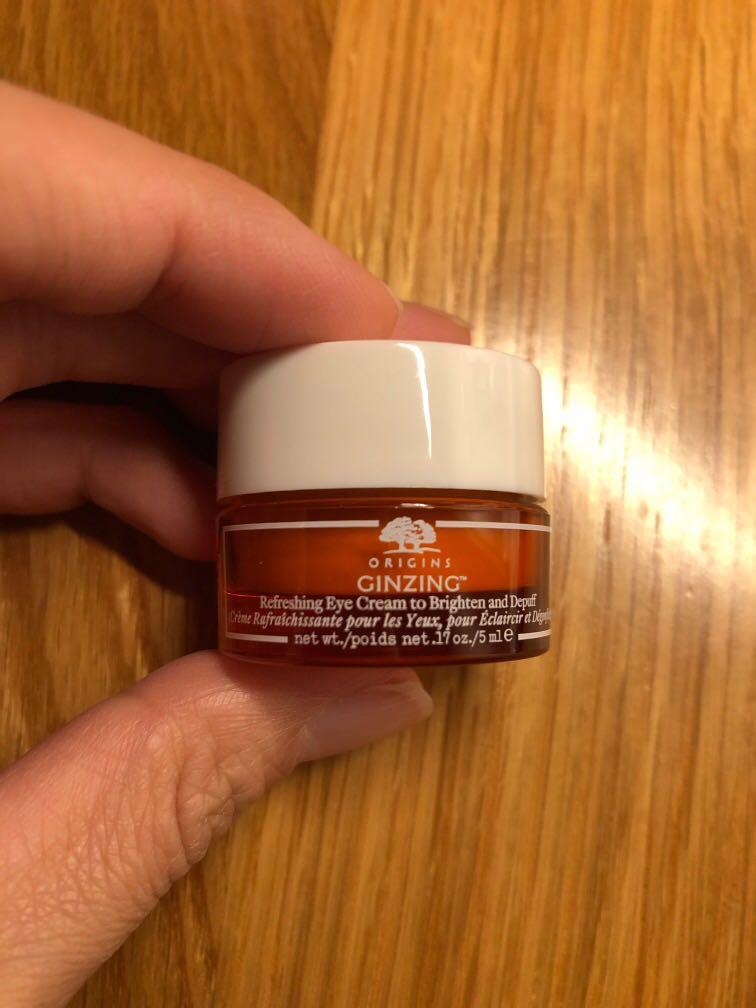 ORIGINS
GINZING™
Refreshing Eye Cream to Brighten and Depuff
(Crème Rafraîchissante pour les Yeux, pour Éclaircir et
net wt./poids net.17 oz./5 ml ℮